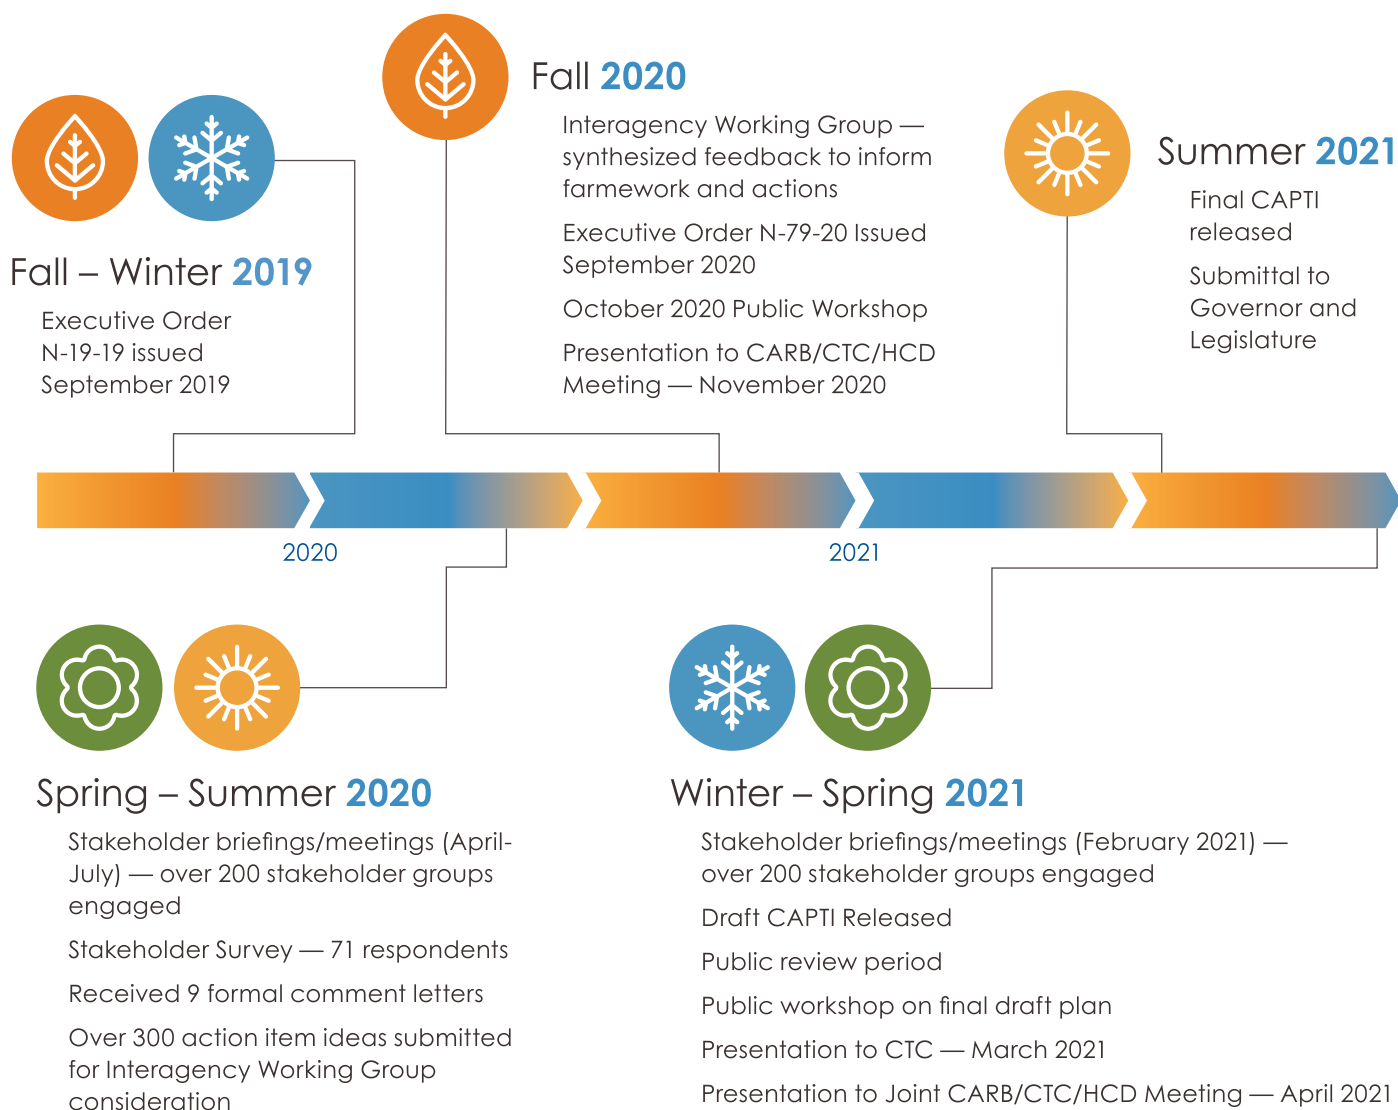 Fall – Winter 2019
Executive Order
N-19-19 issued
September 2019
Fall 2020
Interagency Working Group —
synthesized feedback to inform
farmework and actions
Executive Order N-79-20 Issued
September 2020
October 2020 Public Workshop
Presentation to CARB/CTC/HCD
Meeting — November 2020
Summer 2021
Final CAPTI
released
Submittal to
Governor and
Legislature
2020
2021
Spring – Summer 2020
Stakeholder briefings/meetings (April-
July) — over 200 stakeholder groups
engaged
Stakeholder Survey — 71 respondents
Received 9 formal comment letters
Over 300 action item ideas submitted
for Interagency Working Group
consideration
Winter – Spring 2021
Stakeholder briefings/meetings (February 2021) —
over 200 stakeholder groups engaged
Draft CAPTI Released
Public review period
Public workshop on final draft plan
Presentation to CTC — March 2021
Presentation to Joint CARB/CTC/HCD Meeting — April 2021